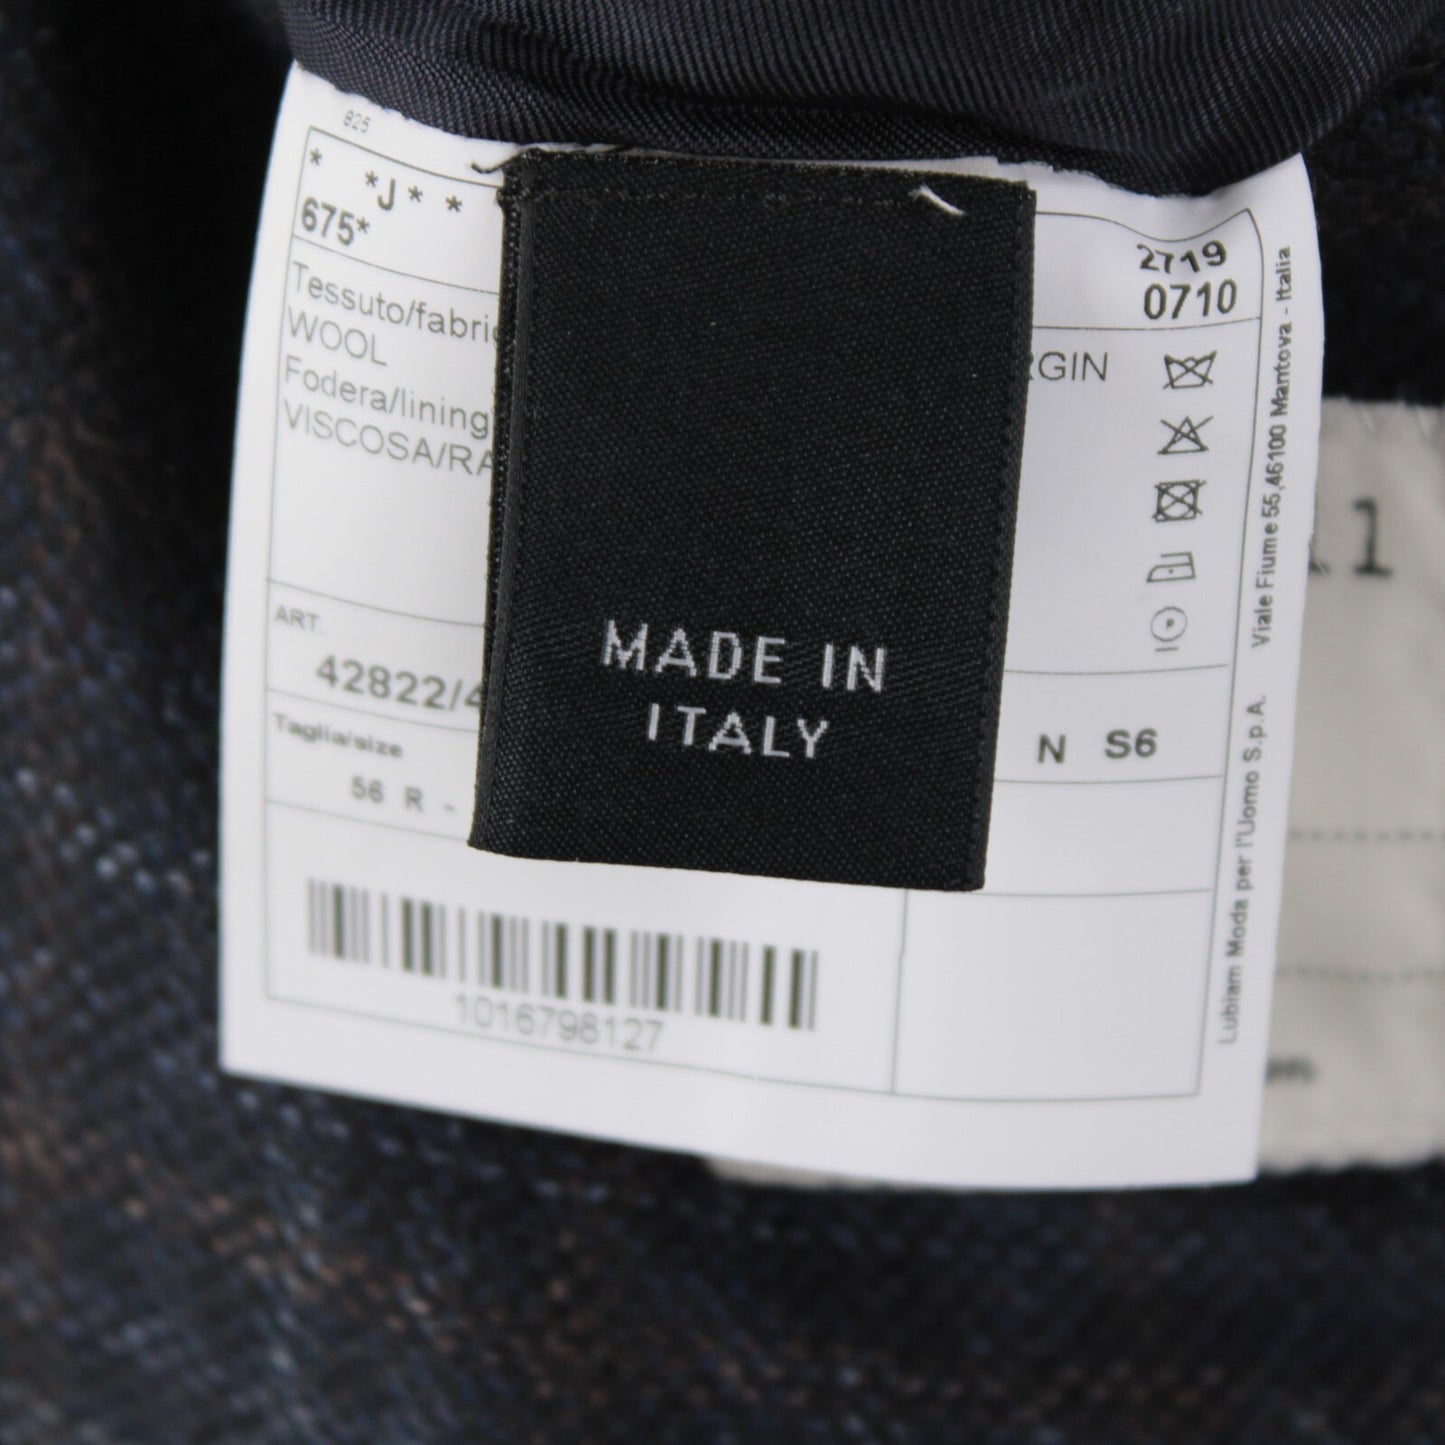 825
* *J* *
675*
2719
0710
Tessuto/fabric
WOOL
RGIN
Fodera/lining
VISCOSA/RA
ART.
42822/4
Taglia/size
56 R -
N S6
MADE IN
ITALY
1016798127
Lubiam Moda per l'Uomo S.p.A. Viale Fiume 55,46100 Mantova - Italia